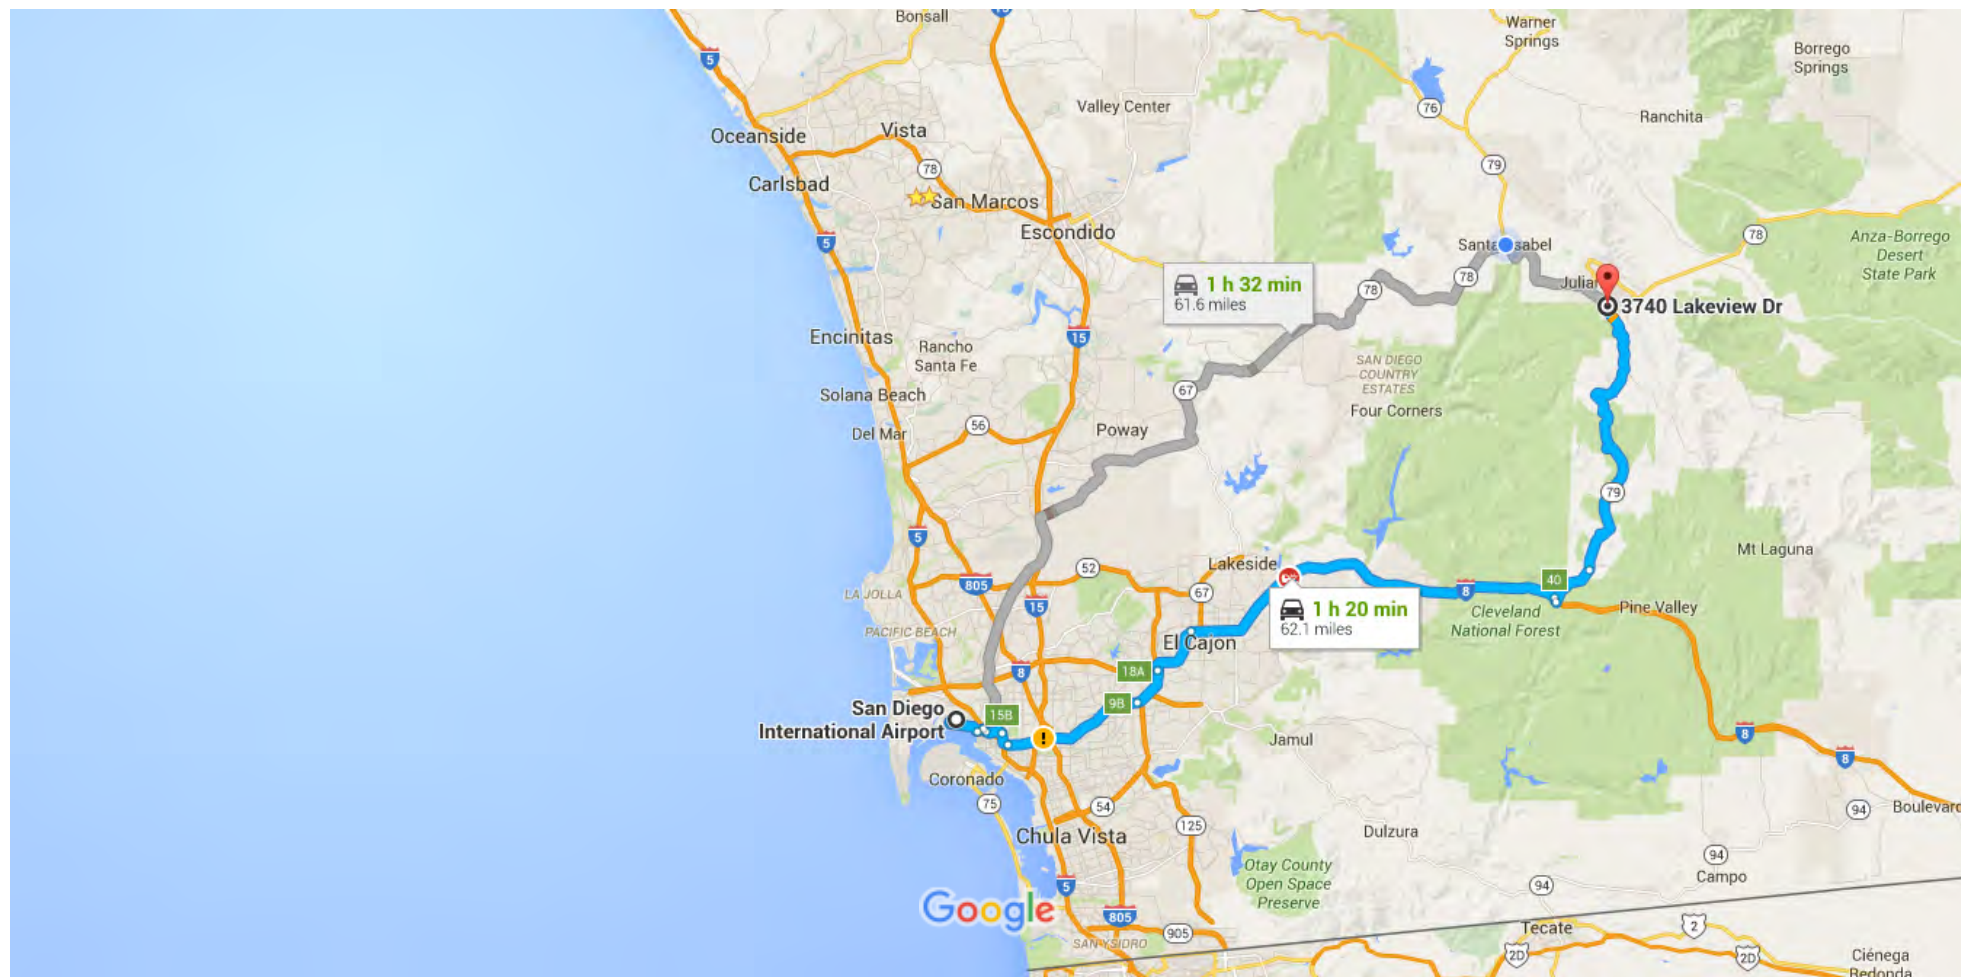 Bonsall
15
Warner
Springs
Borrego
Springs
5
Valley Center
76
Ranchita
Oceanside
Vista
79
Carlsbad
78
San Marcos
Escondido
5
Santa Ysabel
78
Anza-Borrego
Desert
State Park
1 h 32 min
61.6 miles
78
78
Julian
3740 Lakeview Dr
Encinitas
15
Rancho
Santa Fe
SAN DIEGO
COUNTRY
ESTATES
67
Solana Beach
Four Corners
Del Mar
56
Poway
79
5
Mt Laguna
Lakeside
52
805
40
LA JOLLA
67
15
8
1 h 20 min
62.1 miles
Cleveland
National Forest
Pine Valley
PACIFIC BEACH
El Cajon
8
18A
9B
San Diego
International Airport
15B
!
Jamul
8
8
Coronado
75
54
94
Boulevard
125
Chula Vista
Dulzura
94
Campo
Otay County
Open Space
Preserve
5
94
Google
805
905
SAN YSIDRO
Tecate
2
2D
2D
Ciénega
Redonda